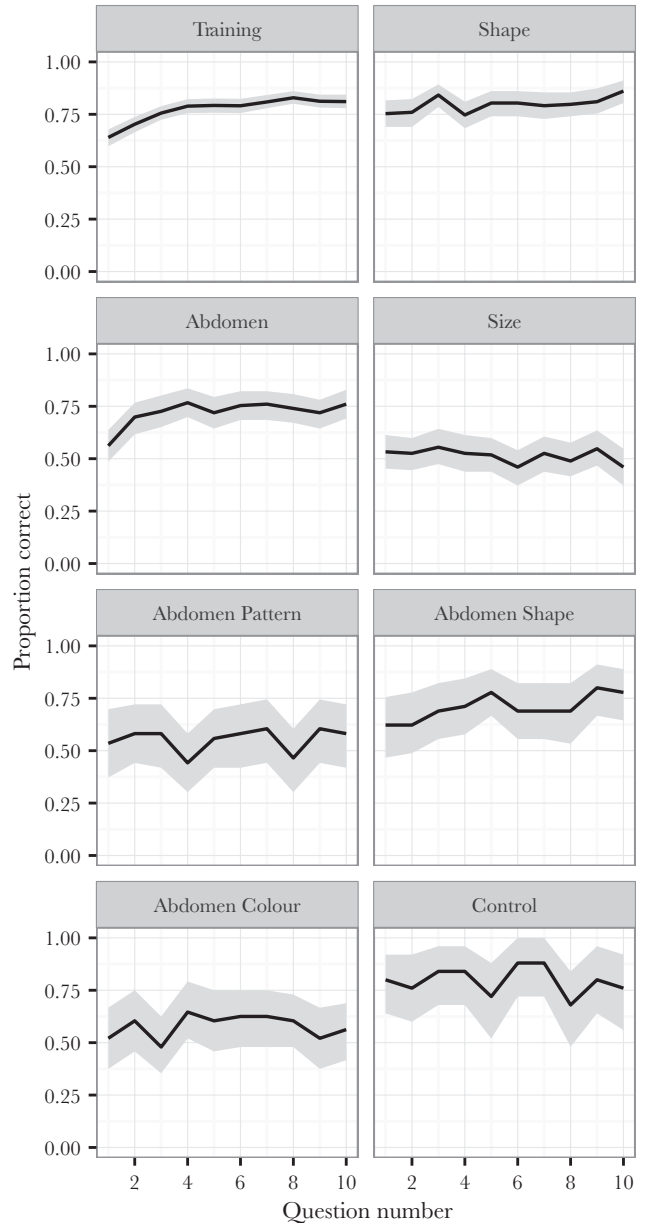 Training
Shape
1.00
0.75
0.50
0.25
0.00
Abdomen
Size
1.00
0.75
0.50
0.25
0.00
Proportion correct
Abdomen Pattern
Abdomen Shape
1.00
0.75
0.50
0.25
0.00
Abdomen Colour
Control
1.00
0.75
0.50
0.25
0.00
2 4 6 8 10 2 4 6 8 10
Question number